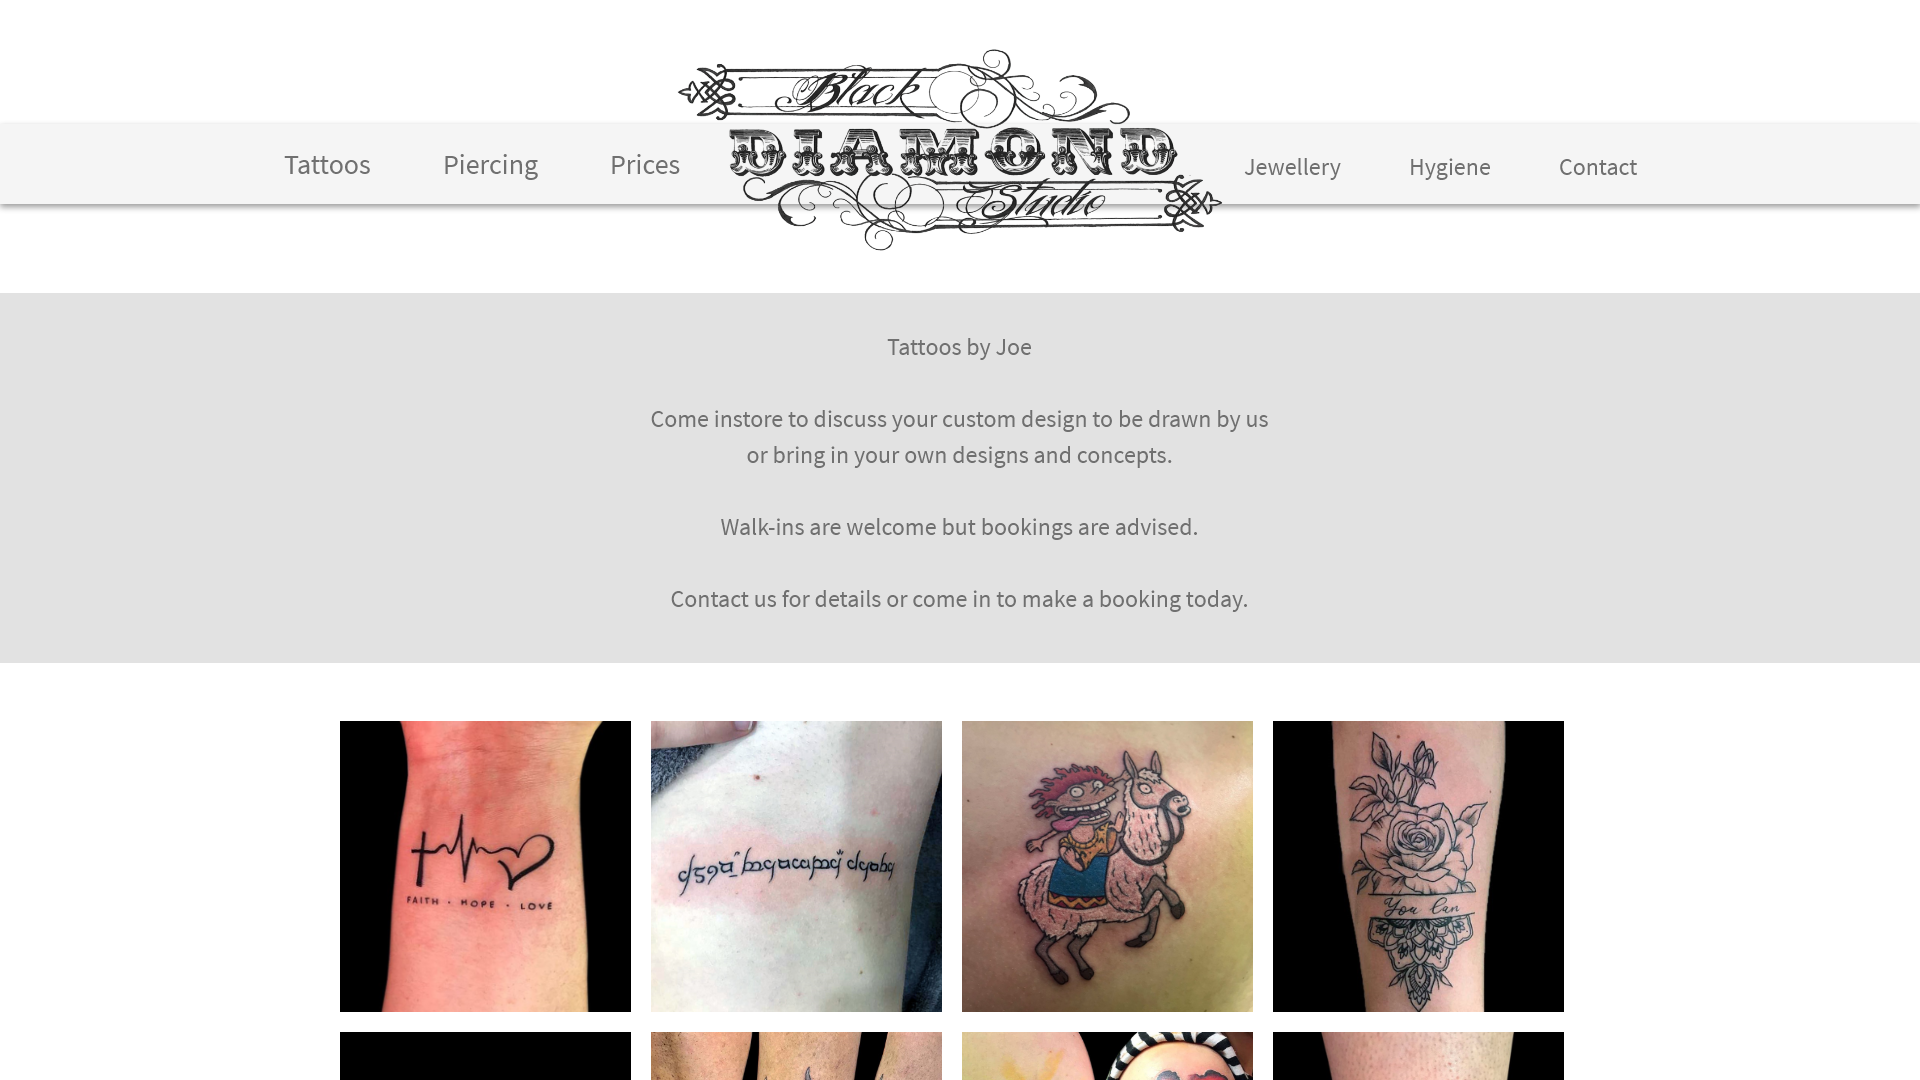 Black
DIAMOND
Studio
Tattoos
Piercing
Prices
Jewellery
Hygiene
Contact
Tattoos by Joe
Come instore to discuss your custom design to be drawn by us
or bring in your own designs and concepts.
Walk-ins are welcome but bookings are advised.
Contact us for details or come in to make a booking today.
FAITH · HOPE · LOVE
You Can